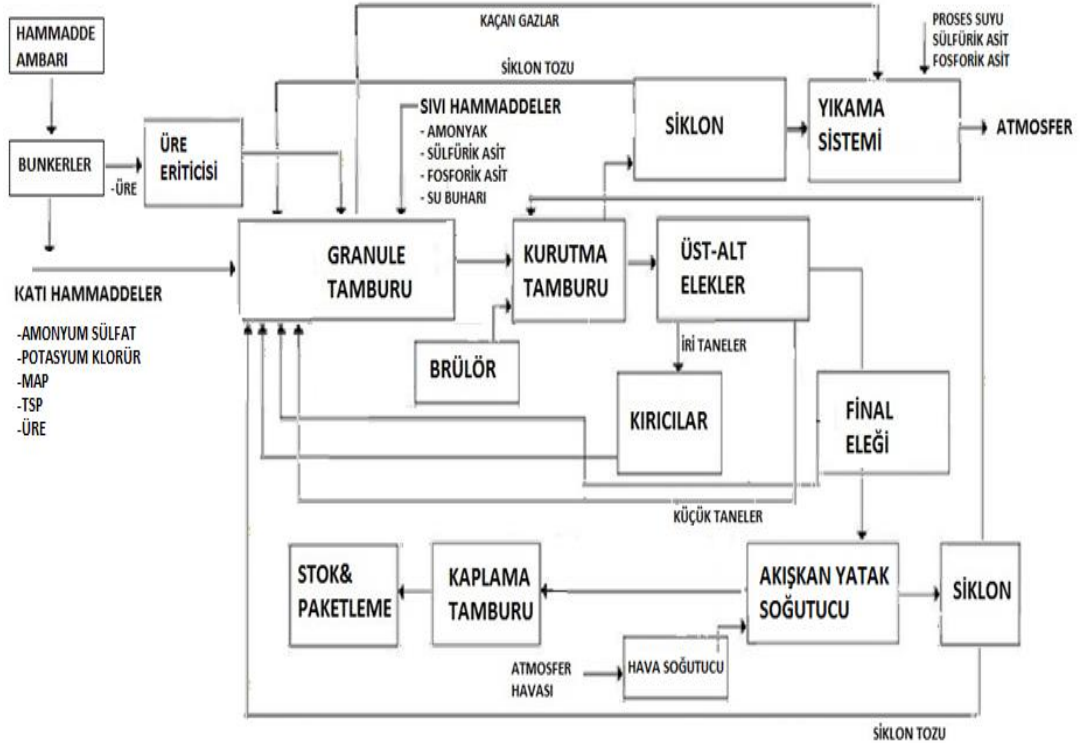 HAMMADDE
AMBARI
BUNKERLER
-ÜRE
ÜRE
ERİTİCİSİ
KAÇAN GAZLAR
SİKLON TOZU
SIVI HAMMADDELER
- AMONYAK
- SÜLFÜRİK ASİT
- FOSFORİK ASİT
- SU BUHARI
SİKLON
PROSES SUYU
SÜLFÜRİK ASİT
FOSFORİK ASİT
YIKAMA
SİSTEMİ
ATMOSFER
KATI HAMMADDELER
-AMONYUM SÜLFAT
-POTASYUM KLORÜR
-MAP
-TSP
-ÜRE
GRANULE
TAMBURU
KURUTMA
TAMBURU
ÜST-ALT
ELEKLER
BRÜLÖR
İRİ TANELER
KIRICILAR
FİNAL
ELEĞİ
KÜÇÜK TANELER
STOK&
PAKETLEME
KAPLAMA
TAMBURU
AKIŞKAN YATAK
SOĞUTUCU
SİKLON
ATMOSFER
HAVASI
HAVA SOĞUTUCU
SİKLON TOZU